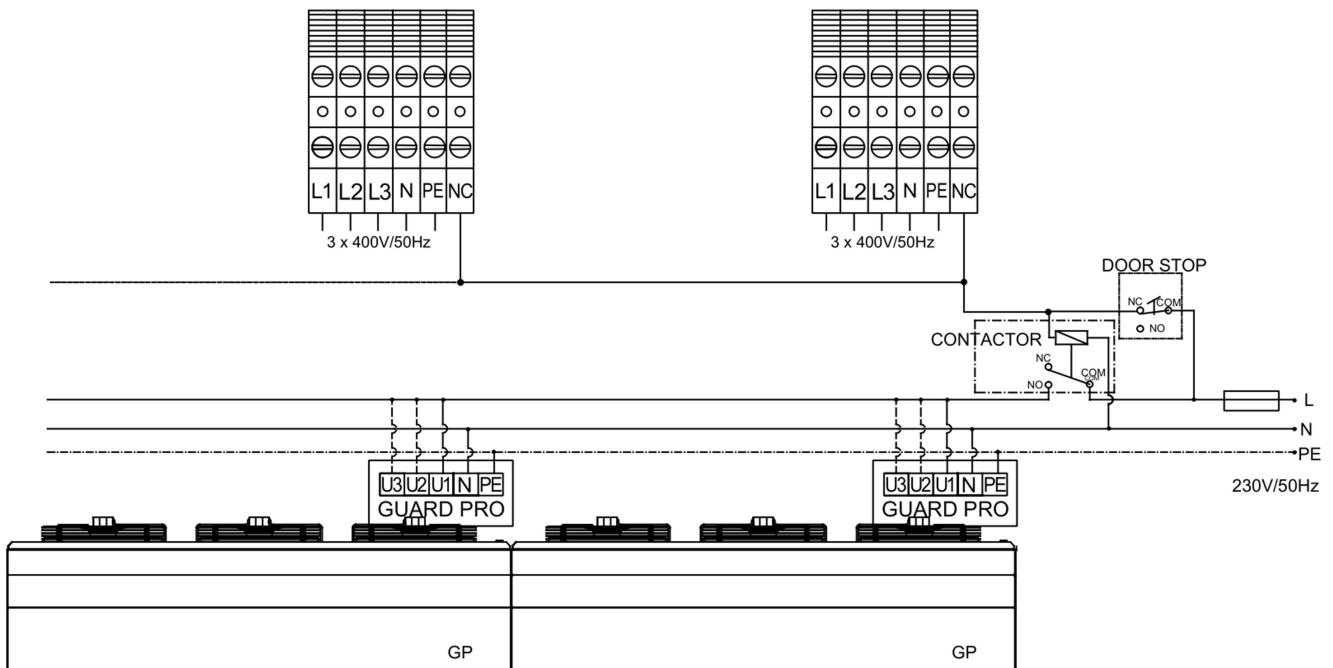 L1 L2 L3 N PE NC
L1 L2 L3 N PE NC
3 x 400V/50Hz
3 x 400V/50Hz
DOOR STOP
NC COM
NO
CONTACTOR
NC
COM
COM
NO
L
N
PE
230V/50Hz
U3 U2 U1 N PE
GUARD PRO
U3 U2 U1 N PE
GUARD PRO
GP
GP